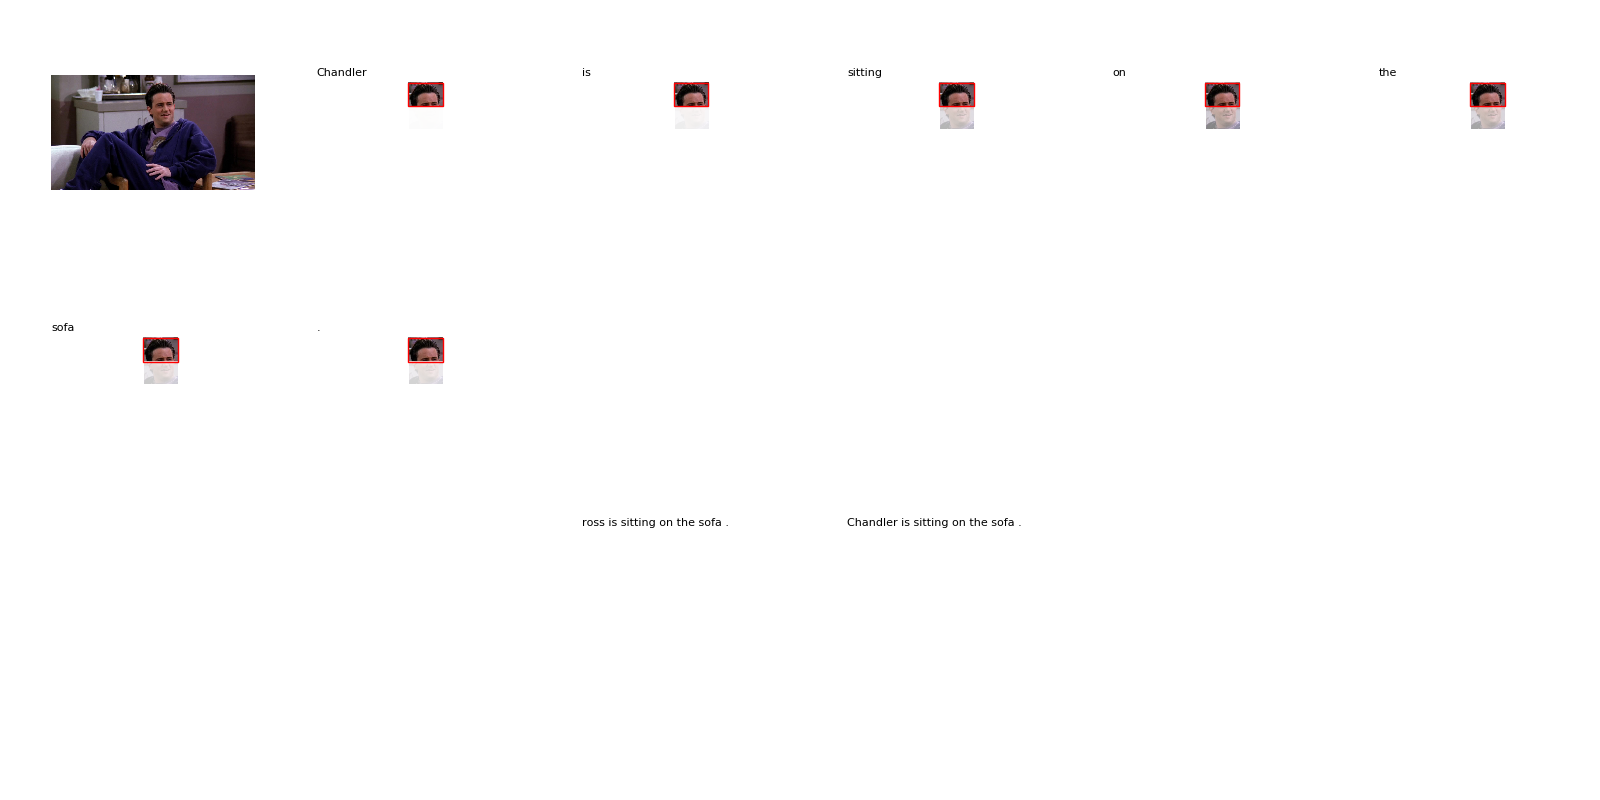 Chandler
is
sitting
on
the
sofa
.
ross is sitting on the sofa .
Chandler is sitting on the sofa .